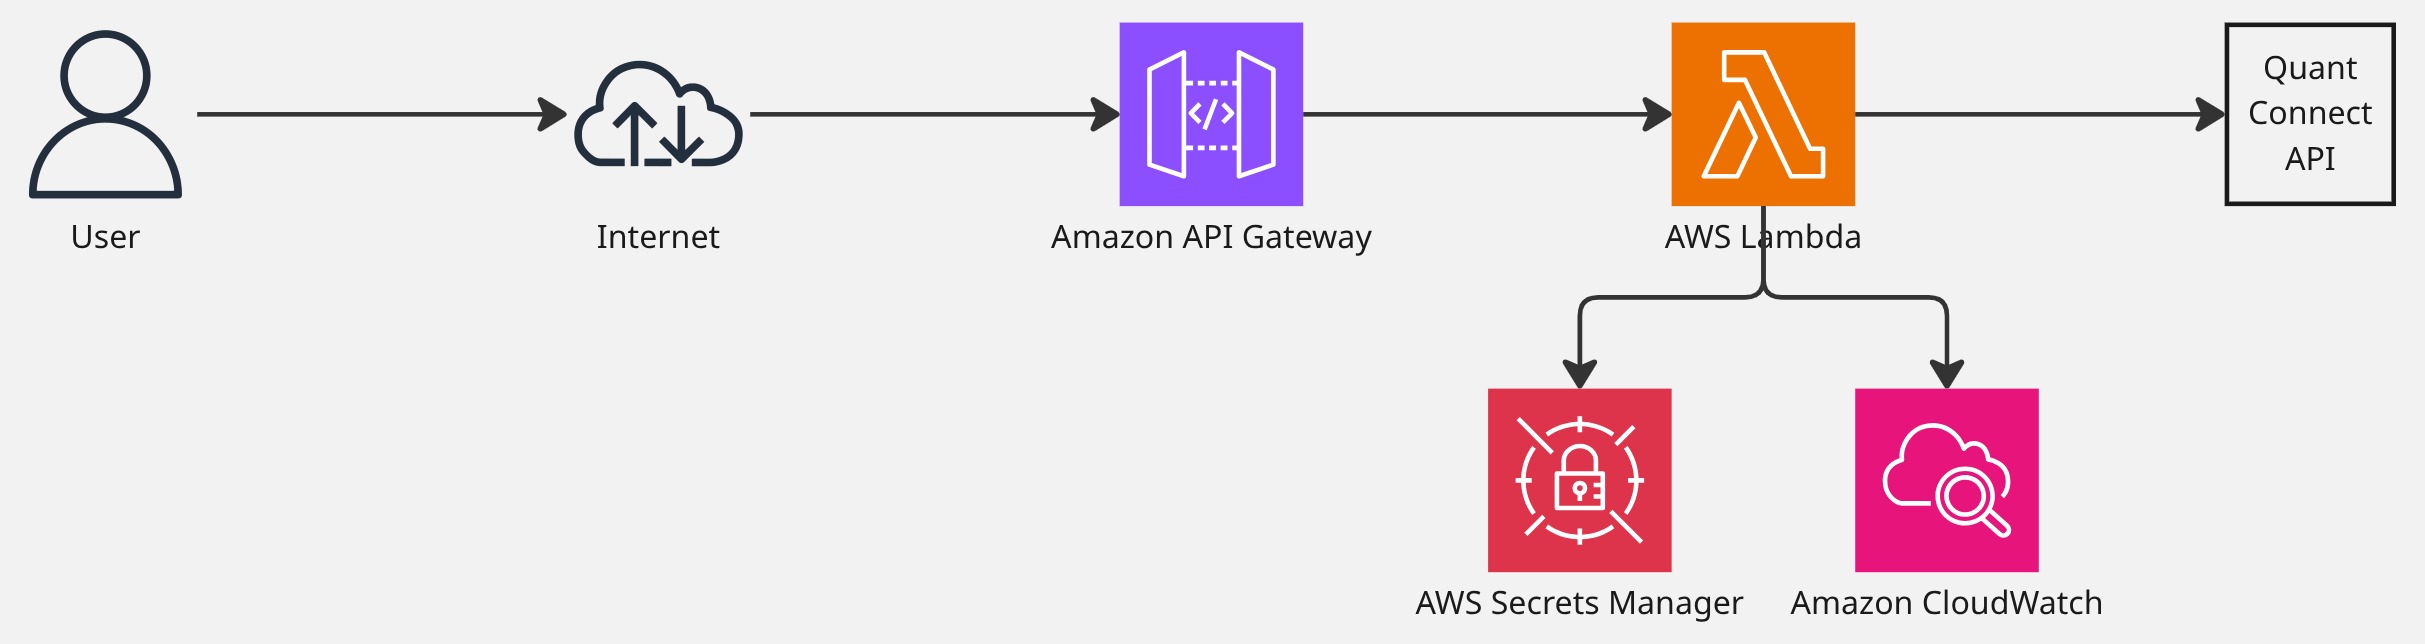 Quant
Connect
API
User
Internet
Amazon API Gateway
AWS Lambda
AWS Secrets Manager
Amazon CloudWatch